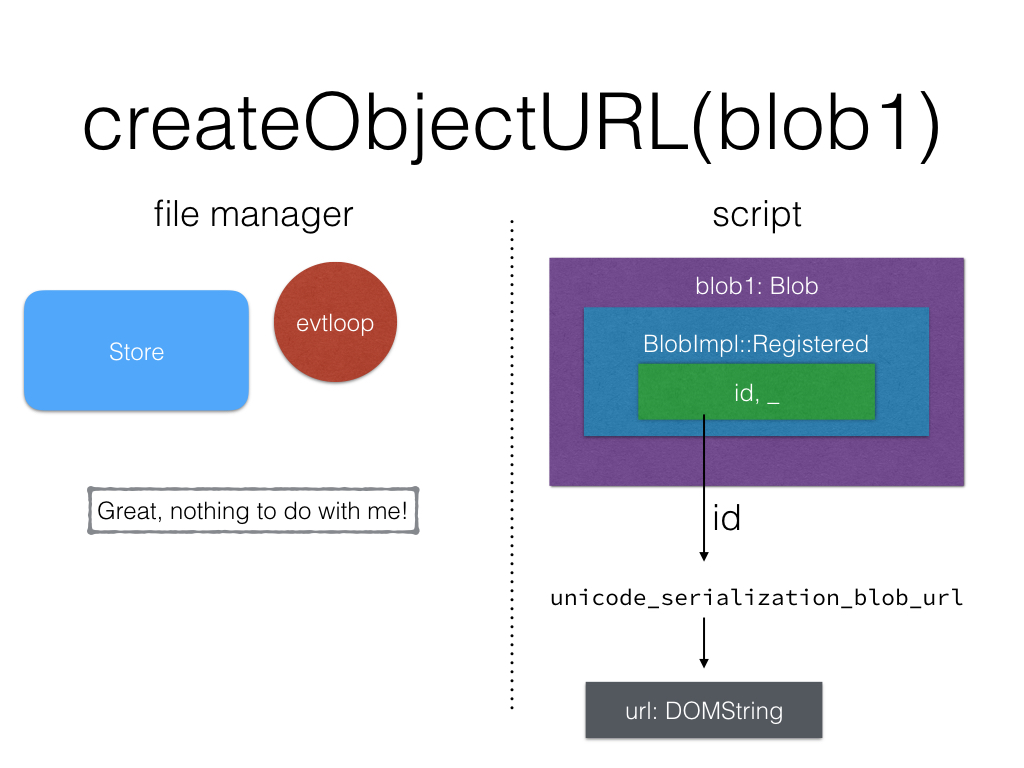 createObjectURL(blob1)
file manager
script
Store
evtloop
Great, nothing to do with me!
blob1: Blob
BlobImpl::Registered
id, _
id
unicode_serialization_blob_url
url: DOMString